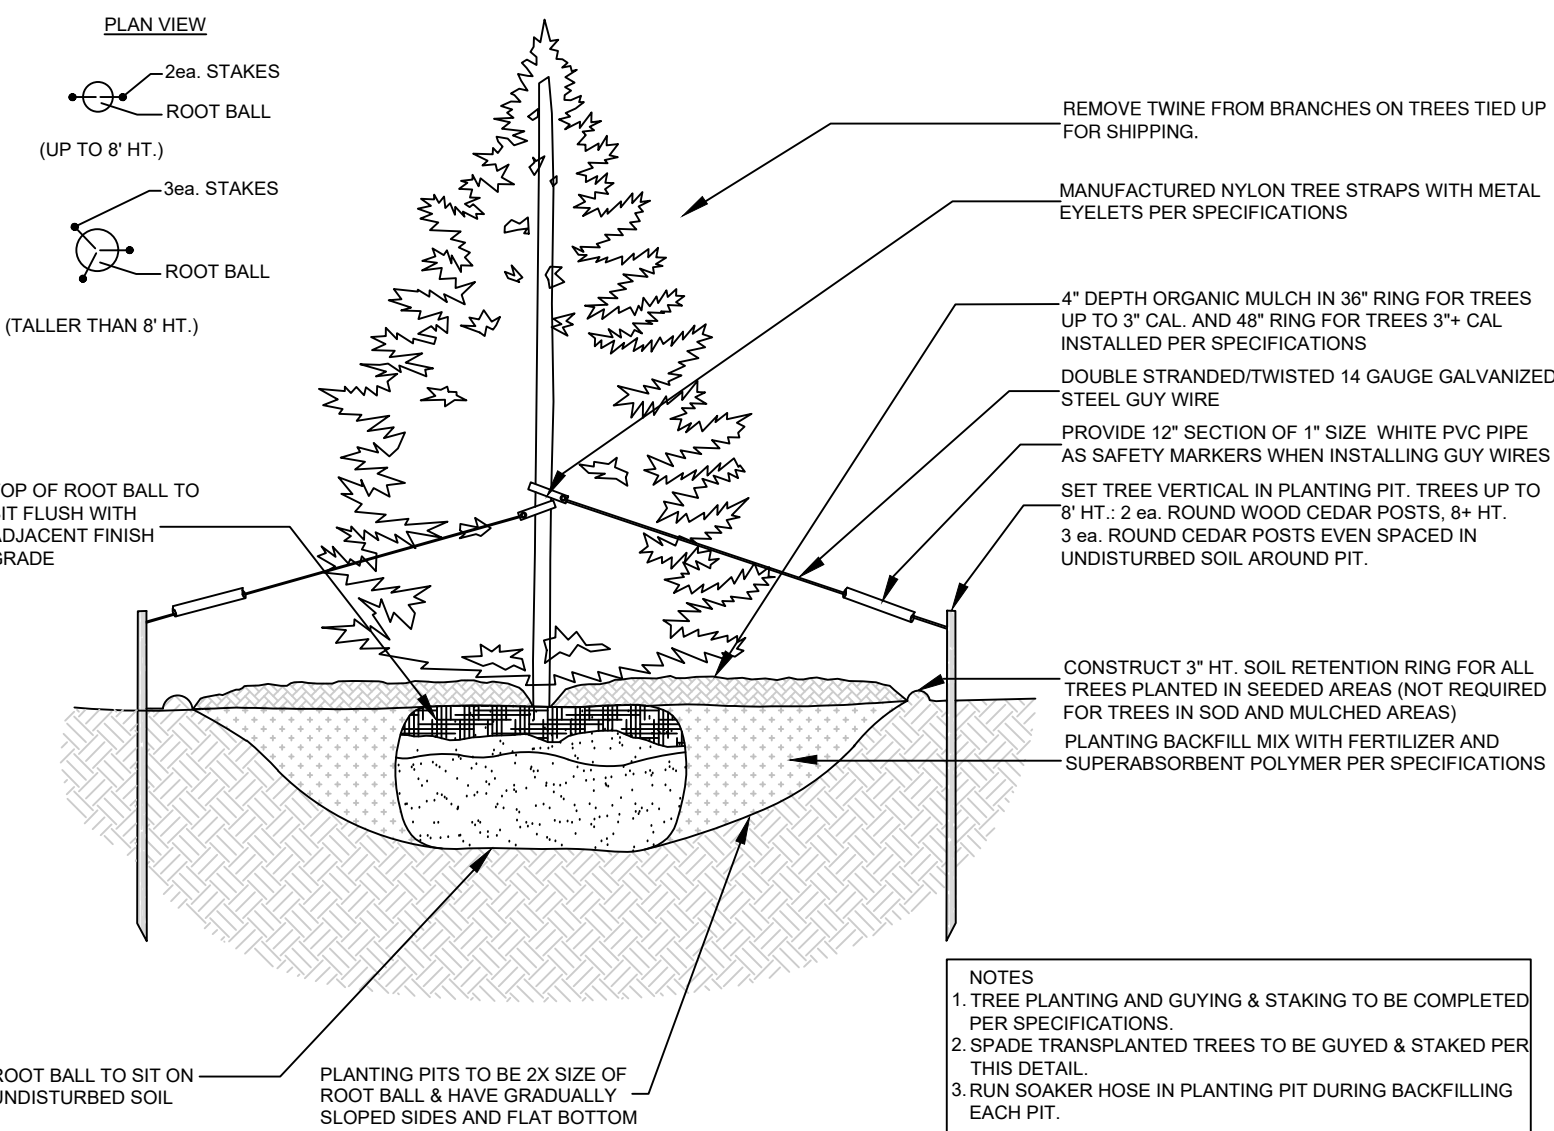 PLAN VIEW
2ea. STAKES
ROOT BALL
(UP TO 8' HT.)
3ea. STAKES
ROOT BALL
(TALLER THAN 8' HT.)
REMOVE TWINE FROM BRANCHES ON TREES TIED UP
FOR SHIPPING.
MANUFACTURED NYLON TREE STRAPS WITH METAL
EYELETS PER SPECIFICATIONS
4" DEPTH ORGANIC MULCH IN 36" RING FOR TREES
UP TO 3" CAL. AND 48" RING FOR TREES 3"+ CAL
INSTALLED PER SPECIFICATIONS
DOUBLE STRANDED/TWISTED 14 GAUGE GALVANIZED
STEEL GUY WIRE
PROVIDE 12" SECTION OF 1" SIZE WHITE PVC PIPE
AS SAFETY MARKERS WHEN INSTALLING GUY WIRES
SET TREE VERTICAL IN PLANTING PIT. TREES UP TO
8' HT.: 2 ea. ROUND WOOD CEDAR POSTS, 8+ HT.
3 ea. ROUND CEDAR POSTS EVEN SPACED IN
UNDISTURBED SOIL AROUND PIT.
CONSTRUCT 3" HT. SOIL RETENTION RING FOR ALL
TREES PLANTED IN SEEDED AREAS (NOT REQUIRED
FOR TREES IN SOD AND MULCHED AREAS)
PLANTING BACKFILL MIX WITH FERTILIZER AND
SUPERABSORBENT POLYMER PER SPECIFICATIONS
TOP OF ROOT BALL TO
SIT FLUSH WITH
ADJACENT FINISH
GRADE
ROOT BALL TO SIT ON
UNDISTURBED SOIL
PLANTING PITS TO BE 2X SIZE OF
ROOT BALL & HAVE GRADUALLY
SLOPED SIDES AND FLAT BOTTOM
NOTES
1. TREE PLANTING AND GUYING & STAKING TO BE COMPLETED
PER SPECIFICATIONS.
2. SPADE TRANSPLANTED TREES TO BE GUYED & STAKED PER
THIS DETAIL.
3. RUN SOAKER HOSE IN PLANTING PIT DURING BACKFILLING
EACH PIT.